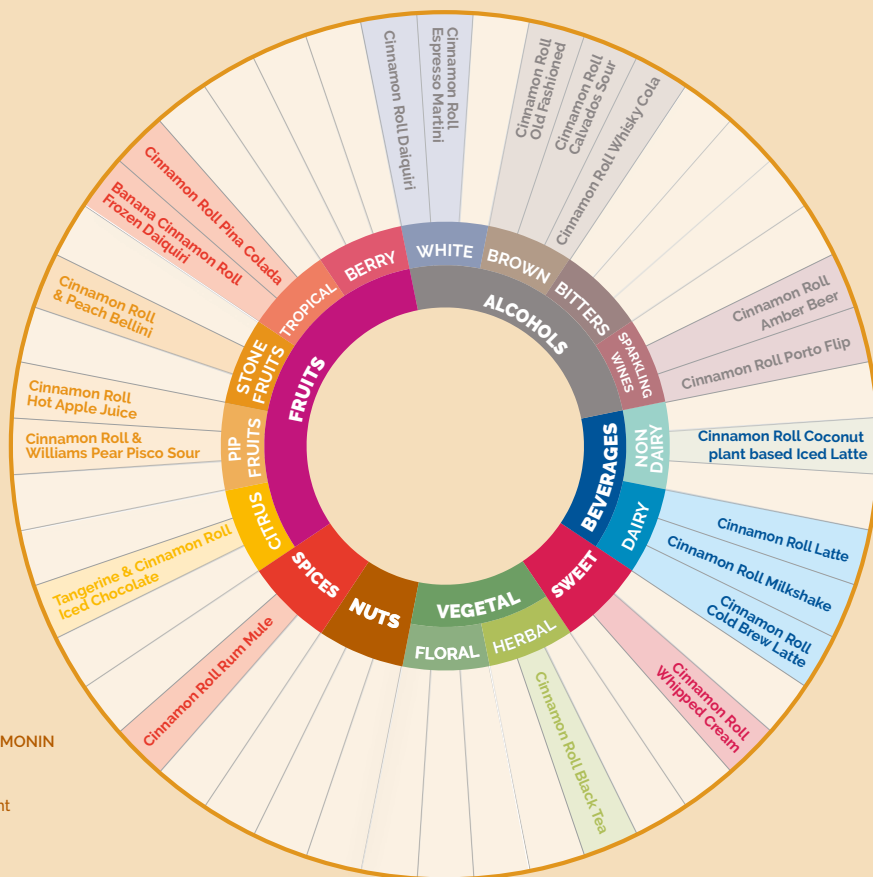 Cinnamon Roll Daiquiri
Cinnamon Roll
Espresso Martini
Cinnamon Roll
Old Fashioned
Cinnamon Roll
Calvados Sour
Cinnamon Roll Whisky Cola
Cinnamon Roll
Amber Beer
Cinnamon Roll Porto Flip
Cinnamon Roll Coconut
plant based Iced Latte
Cinnamon Roll Latte
Cinnamon Roll Milkshake
Cinnamon Roll
Cold Brew Latte
Cinnamon Roll
Whipped Cream
Cinnamon Roll Black Tea
Cinnamon Roll Rum Mule
Tangerine & Cinnamon Roll
Iced Chocolate
Cinnamon Roll &
Williams Pear Pisco Sour
Cinnamon Roll
Hot Apple Juice
Cinnamon Roll
& Peach Bellini
Banana Cinnamon Roll
Frozen Daiquiri
Cinnamon Roll Pina Colada
WHITE
BROWN
BITTERS
SPARKLING
WINES
NON
DAIRY
DAIRY
SWEET
HERBAL
FLORAL
NUTS
SPICES
CITRUS
PIP
FRUITS
STONE
FRUITS
TROPICAL
BERRY
ALCOHOLS
BEVERAGES
VEGETAL
FRUITS
MONIN